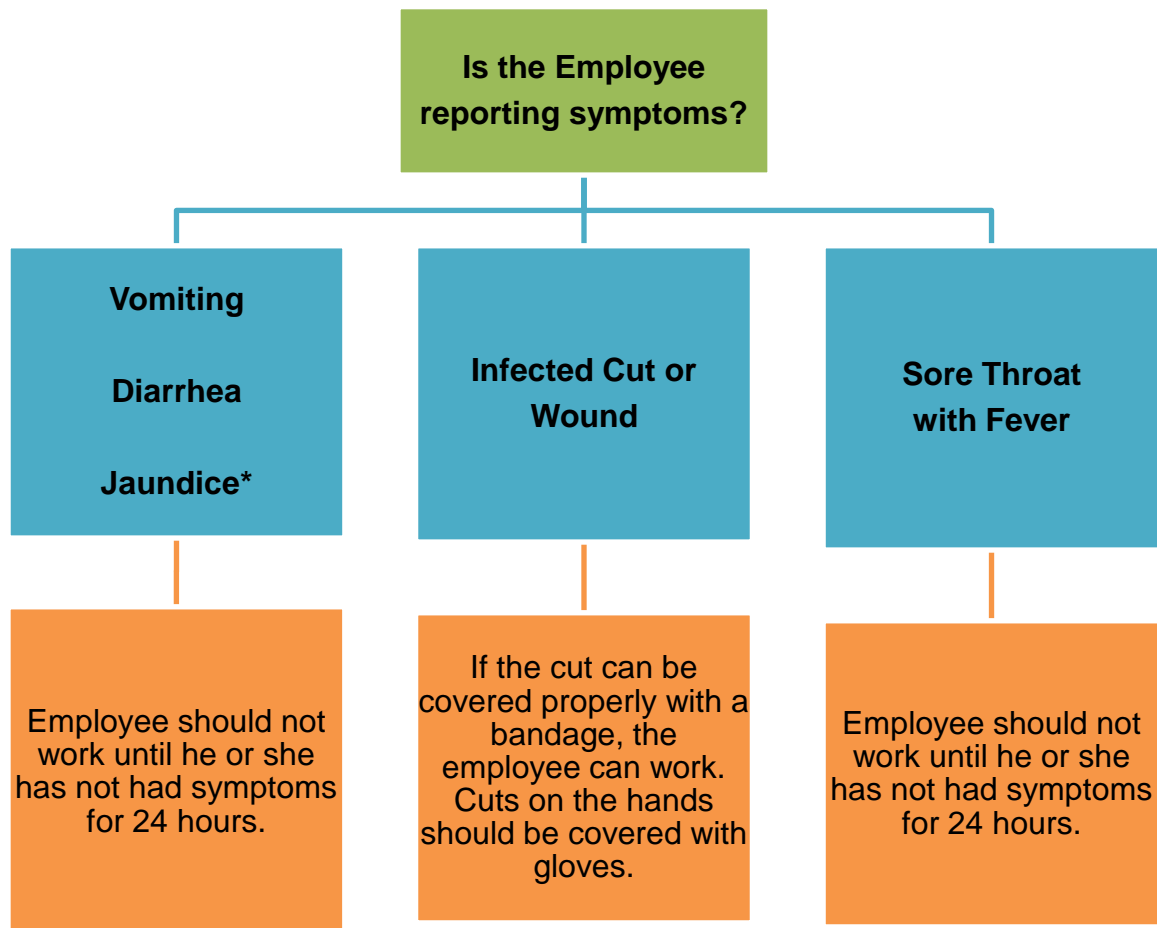 Is the Employee
reporting symptoms?
Vomiting
Diarrhea
Jaundice*
Infected Cut or
Wound
Sore Throat
with Fever
Employee should not
work until he or she
has not had symptoms
for 24 hours.
If the cut can be
covered properly with a
bandage, the
employee can work.
Cuts on the hands
should be covered with
gloves.
Employee should not
work until he or she
has not had symptoms
for 24 hours.